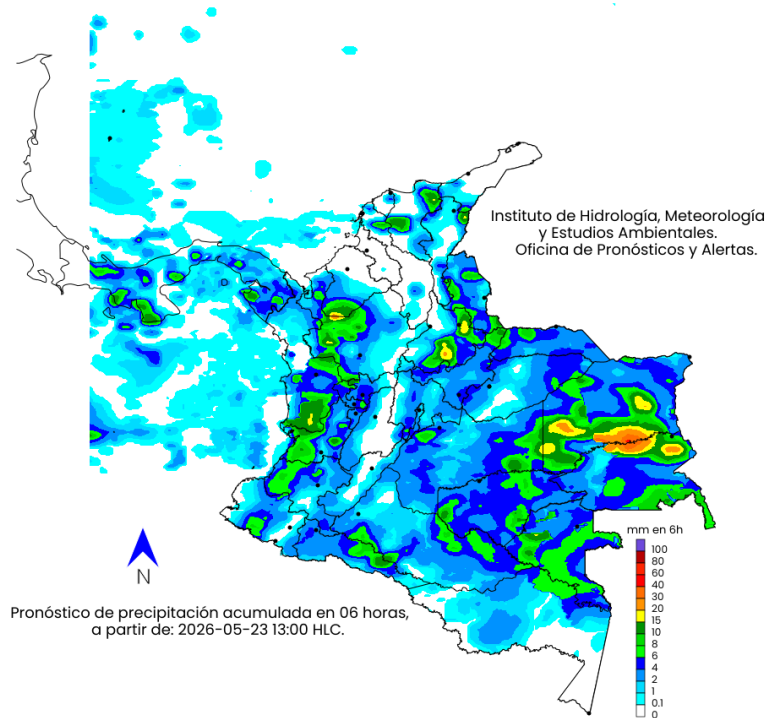 Instituto de Hidrología, Meteorología
y Estudios Ambientales.
Oficina de Pronósticos y Alertas.
N
Pronóstico de precipitación acumulada en 06 horas,
a partir de: 2026-05-23 13:00 HLC.
mm en 6h
100
80
60
40
30
20
15
10
8
6
4
2
1
0.1
0